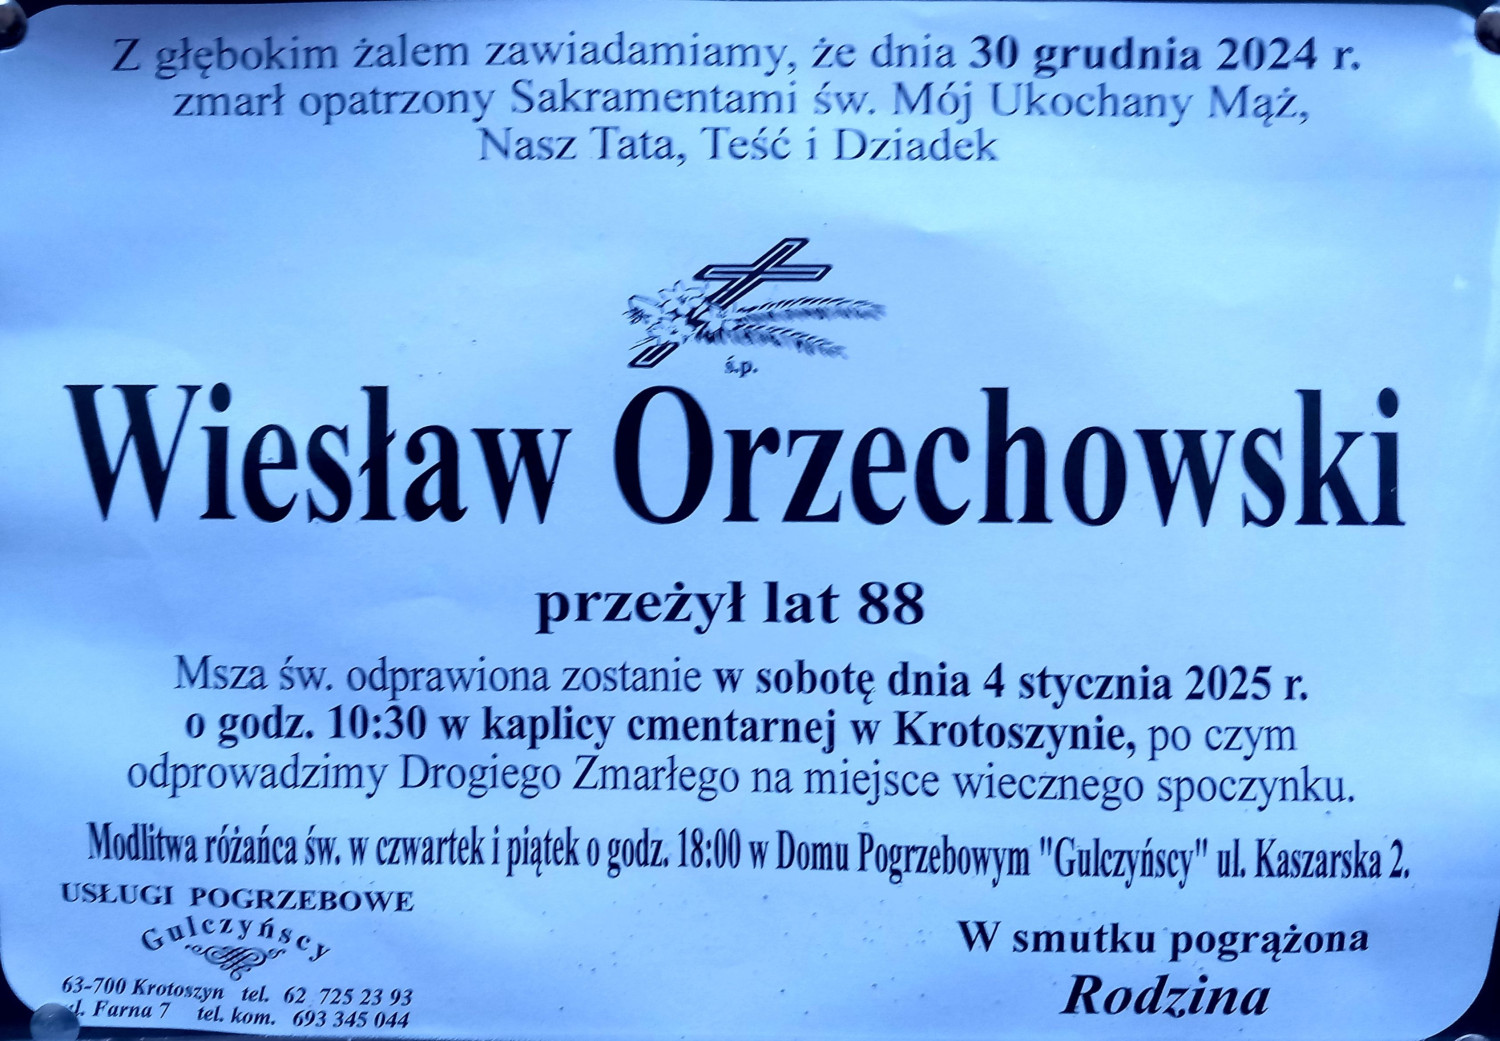 Z głębokim żalem zawiadamiamy, że dnia 30 grudnia 2024 r.
zmarł opatrzony Sakramentami św. Mój Ukochany Mąż,
Nasz Tata, Teść i Dziadek
ś.p.
Wiesław Orzechowski
przeżył lat 88
Msza św. odprawiona zostanie w sobotę dnia 4 stycznia 2025 r.
o godz. 10:30 w kaplicy cmentarnej w Krotoszynie, po czym
odprowadzimy Drogiego Zmarłego na miejsce wiecznego spoczynku.
Modlitwa różańca św. w czwartek i piątek o godz. 18:00 w Domu Pogrzebowym "Gulczyńscy" ul. Kaszarska 2.
USŁUGI POGRZEBOWE
Gulczyńscy
63-700 Krotoszyn tel. 62 725 23 93
ul. Farna 7 tel. kom. 693 345 044
W smutku pogrążona
Rodzina